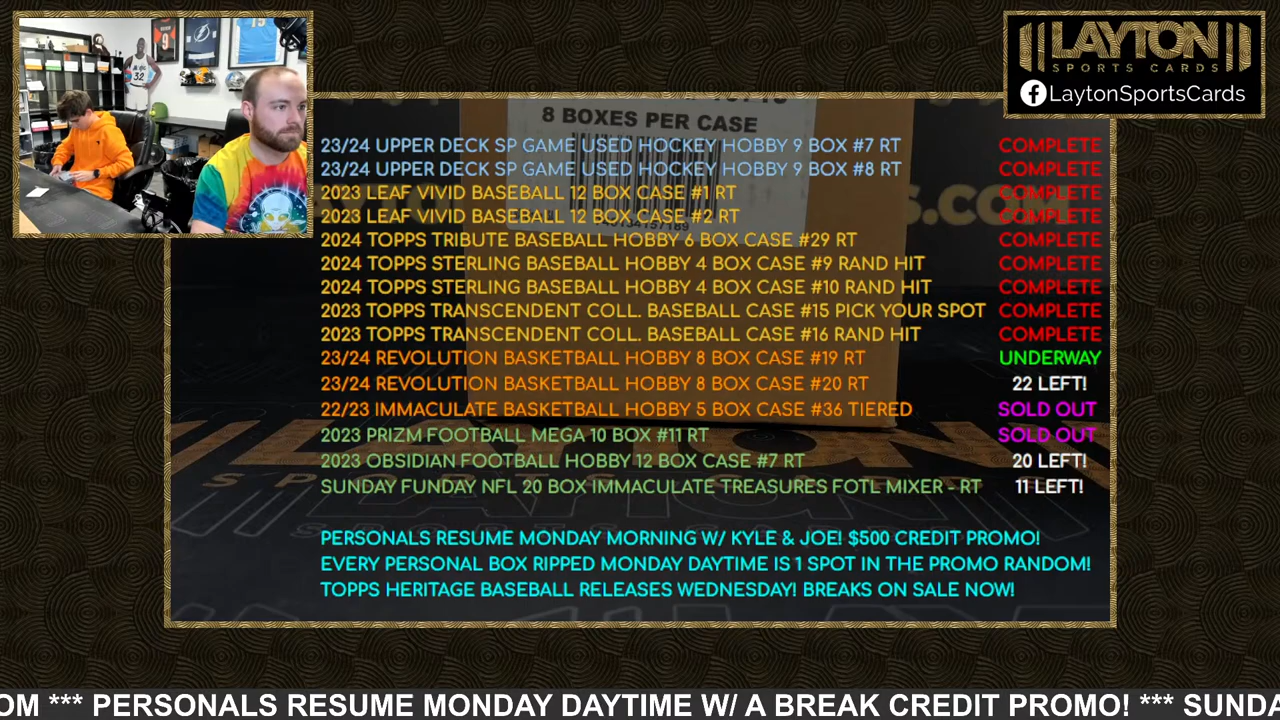 LAYTON
SPORTS CARDS
LaytonSportsCards
8 BOXES PER CASE
23/24 UPPER DECK SP GAME USED HOCKEY HOBBY 9 BOX #7 RT COMPLETE
23/24 UPPER DECK SP GAME USED HOCKEY HOBBY 9 BOX #8 RT COMPLETE
2023 LEAF VIVID BASEBALL 12 BOX CASE #1 RT COMPLETE
2023 LEAF VIVID BASEBALL 12 BOX CASE #2 RT COMPLETE
2024 TOPPS TRIBUTE BASEBALL HOBBY 6 BOX CASE #29 RT COMPLETE
2024 TOPPS STERLING BASEBALL HOBBY 4 BOX CASE #9 RAND HIT COMPLETE
2024 TOPPS STERLING BASEBALL HOBBY 4 BOX CASE #10 RAND HIT COMPLETE
2023 TOPPS TRANSCENDENT COLL. BASEBALL CASE #15 PICK YOUR SPOT COMPLETE
2023 TOPPS TRANSCENDENT COLL. BASEBALL CASE #16 RAND HIT COMPLETE
23/24 REVOLUTION BASKETBALL HOBBY 8 BOX CASE #19 RT UNDERWAY
23/24 REVOLUTION BASKETBALL HOBBY 8 BOX CASE #20 RT 22 LEFT!
22/23 IMMACULATE BASKETBALL HOBBY 5 BOX CASE #36 TIERED SOLD OUT
2023 PRIZM FOOTBALL MEGA 10 BOX #11 RT SOLD OUT
2023 OBSIDIAN FOOTBALL HOBBY 12 BOX CASE #7 RT 20 LEFT!
SUNDAY FUNDAY NFL 20 BOX IMMACULATE TREASURES FOTL MIXER - RT 11 LEFT!
PERSONALS RESUME MONDAY MORNING W/ KYLE & JOE! $500 CREDIT PROMO!
EVERY PERSONAL BOX RIPPED MONDAY DAYTIME IS 1 SPOT IN THE PROMO RANDOM!
TOPPS HERITAGE BASEBALL RELEASES WEDNESDAY! BREAKS ON SALE NOW!
OM *** PERSONALS RESUME MONDAY DAYTIME W/ A BREAK CREDIT PROMO! *** SUNDA